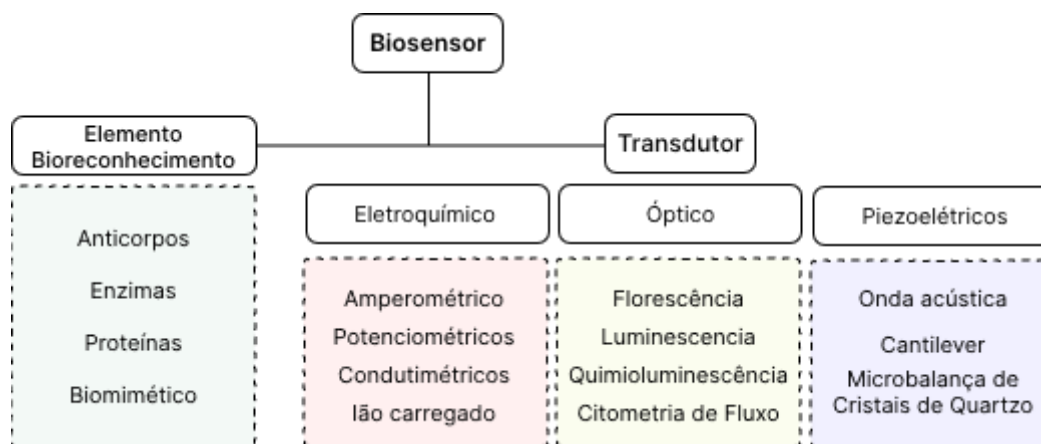 Biosensor
Elemento
Bioreconhecimento
Transdutor
Anticorpos
Enzimas
Proteínas
Biomimético
Eletroquímico
Amperométrico
Potenciométricos
Condutimétricos
Ião carregado
Óptico
Florescência
Luminescencia
Quimioluminescência
Citometria de Fluxo
Piezoelétricos
Onda acústica
Cantilever
Microbalança de
Cristais de Quartzo